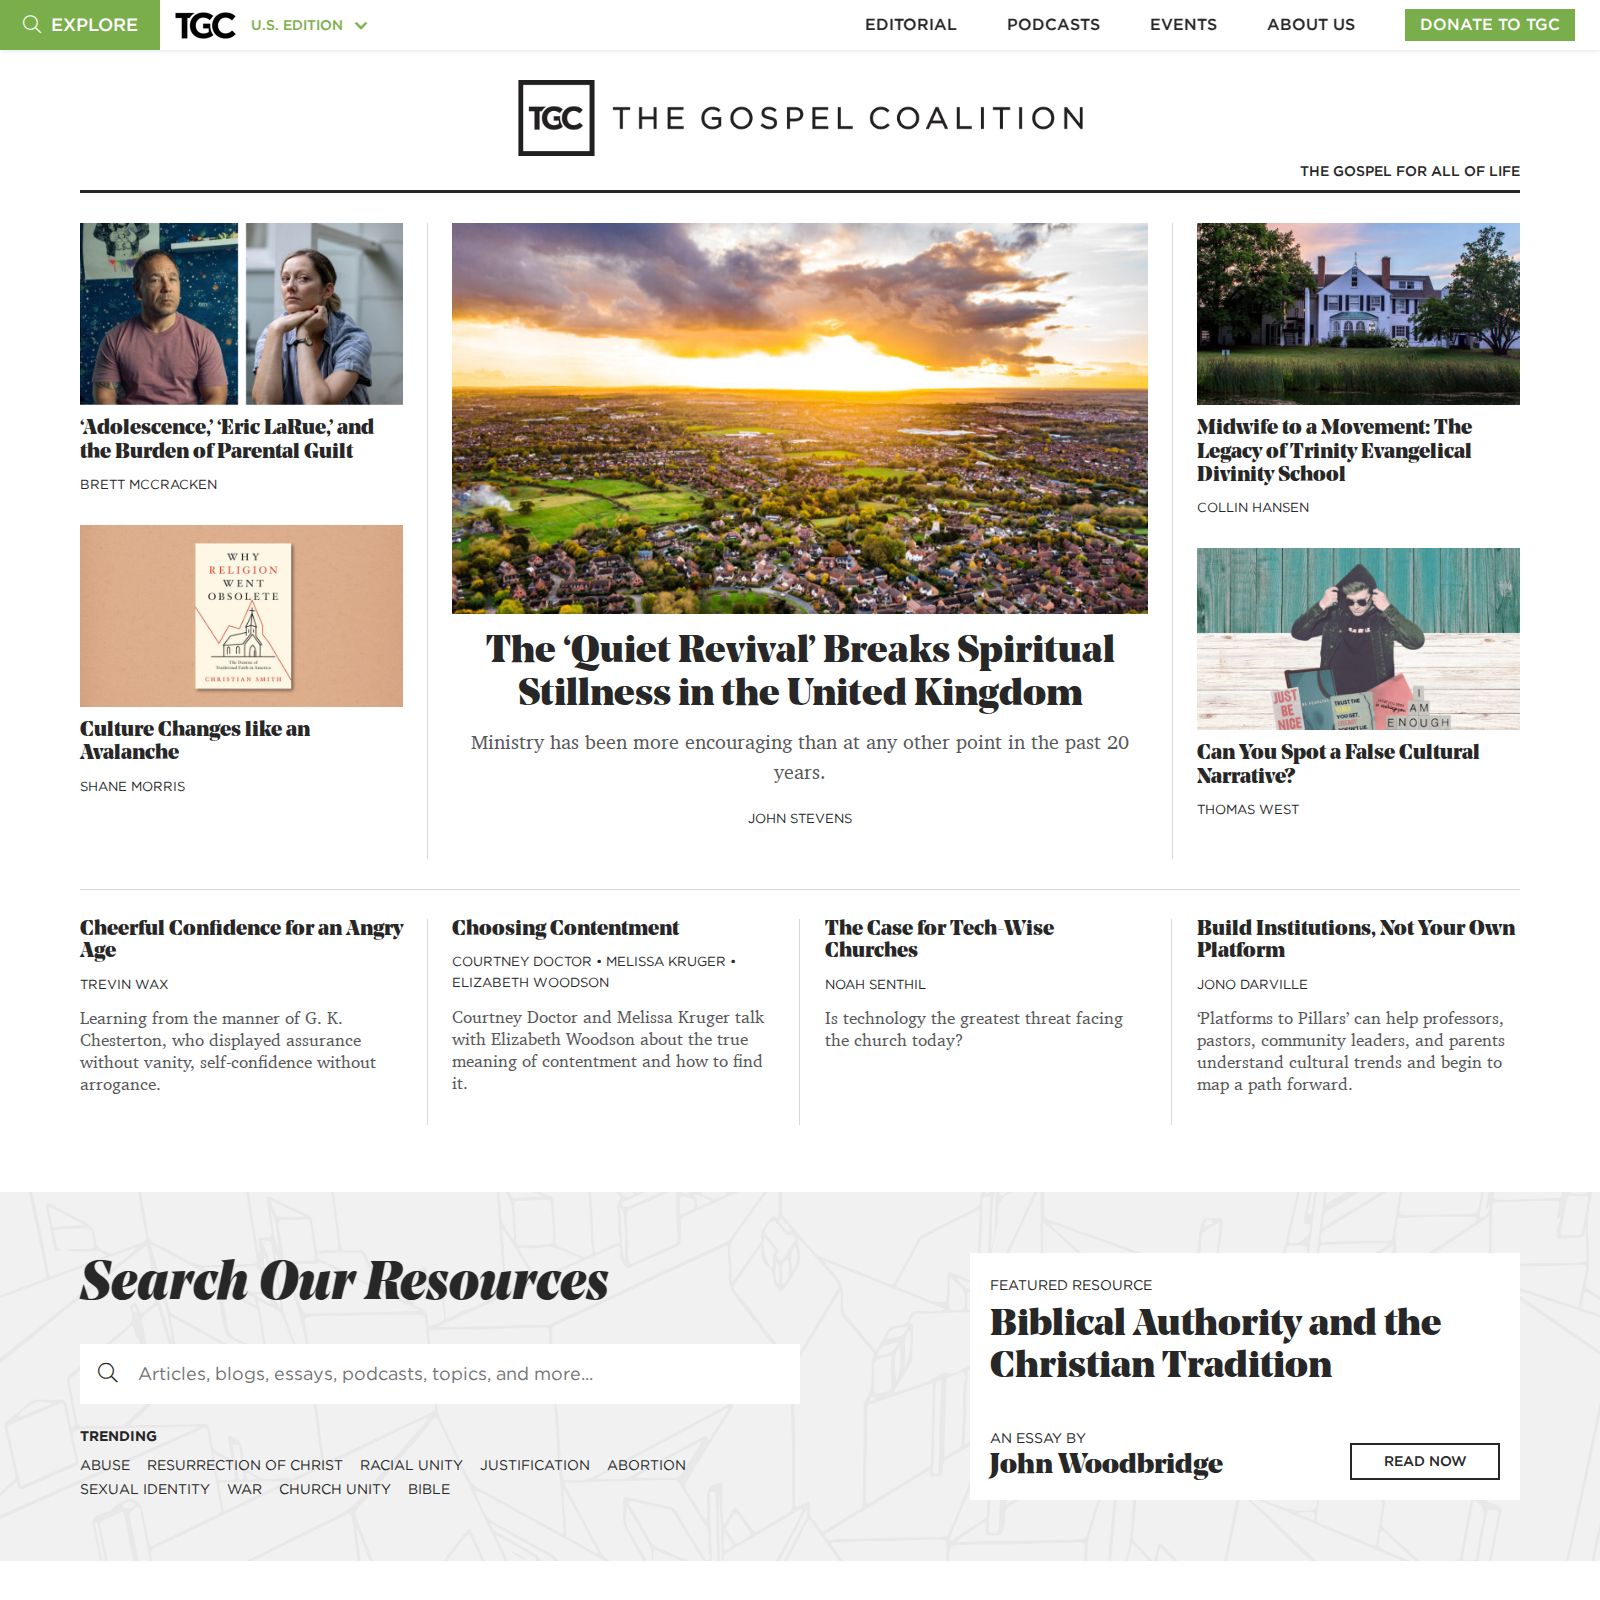 EXPLORE
TGC
U.S. EDITION
EDITORIAL
PODCASTS
EVENTS
ABOUT US
DONATE TO TGC
TGC THE GOSPEL COALITION
THE GOSPEL FOR ALL OF LIFE
‘Adolescence,’ ‘Eric LaRue,’ and
the Burden of Parental Guilt
BRETT MCCRACKEN
WHY
RELIGION
WENT
OBSOLETE
The Demise of
Traditional Faith in America
CHRISTIAN SMITH
Culture Changes like an
Avalanche
SHANE MORRIS
The ‘Quiet Revival’ Breaks Spiritual
Stillness in the United Kingdom
Ministry has been more encouraging than at any other point in the past 20
years.
JOHN STEVENS
Midwife to a Movement: The
Legacy of Trinity Evangelical
Divinity School
COLLIN HANSEN
JUST
BE
NICE
TRUST THE
YOU GET.
I
AM
ENOUGH
Can You Spot a False Cultural
Narrative?
THOMAS WEST
Cheerful Confidence for an Angry
Age
TREVIN WAX
Learning from the manner of G. K.
Chesterton, who displayed assurance
without vanity, self-confidence without
arrogance.
Choosing Contentment
COURTNEY DOCTOR • MELISSA KRUGER •
ELIZABETH WOODSON
Courtney Doctor and Melissa Kruger talk
with Elizabeth Woodson about the true
meaning of contentment and how to find
it.
The Case for Tech-Wise
Churches
NOAH SENTHIL
Is technology the greatest threat facing
the church today?
Build Institutions, Not Your Own
Platform
JONO DARVILLE
‘Platforms to Pillars’ can help professors,
pastors, community leaders, and parents
understand cultural trends and begin to
map a path forward.
Search Our Resources
Articles, blogs, essays, podcasts, topics, and more...
TRENDING
ABUSE RESURRECTION OF CHRIST RACIAL UNITY JUSTIFICATION ABORTION
SEXUAL IDENTITY WAR CHURCH UNITY BIBLE
FEATURED RESOURCE
Biblical Authority and the
Christian Tradition
AN ESSAY BY
John Woodbridge
READ NOW